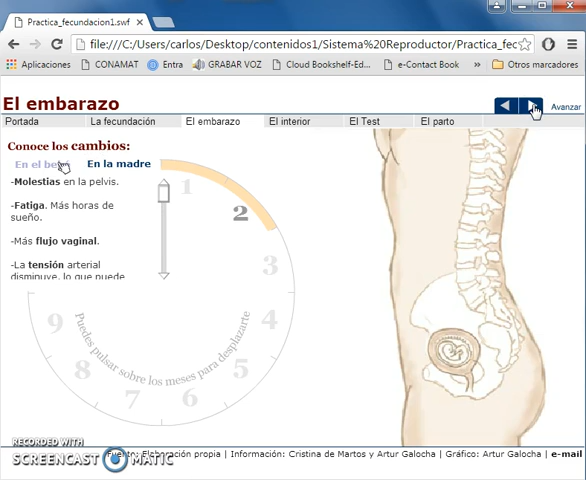 Practica_fecundacion1.swf
file:///C:/Users/carlos/Desktop/contenidos1/Sistema%20Reproductor/Practica_fec
Aplicaciones CONAMAT Entra GRABAR VOZ Cloud Bookshelf-Ed... e-Contact Book » Otros marcadores
El embarazo
Avanzar
Portada La fecundación El embarazo El interior El Test El parto
Conoce los cambios:
En el bebé En la madre
-Molestias en la pelvis.
-Fatiga. Más horas de
sueño.
-Más flujo vaginal.
-La tensión arterial
disminuye, lo que puede
1
2
3
4
5
6
7
8
9
Puedes pulsar sobre los meses para desplazarte
RECORDED WITH
SCREENCAST MATIC
Fuente: Elaboración propia | Información: Cristina de Martos y Artur Galocha | Gráfico: Artur Galocha | e-mail